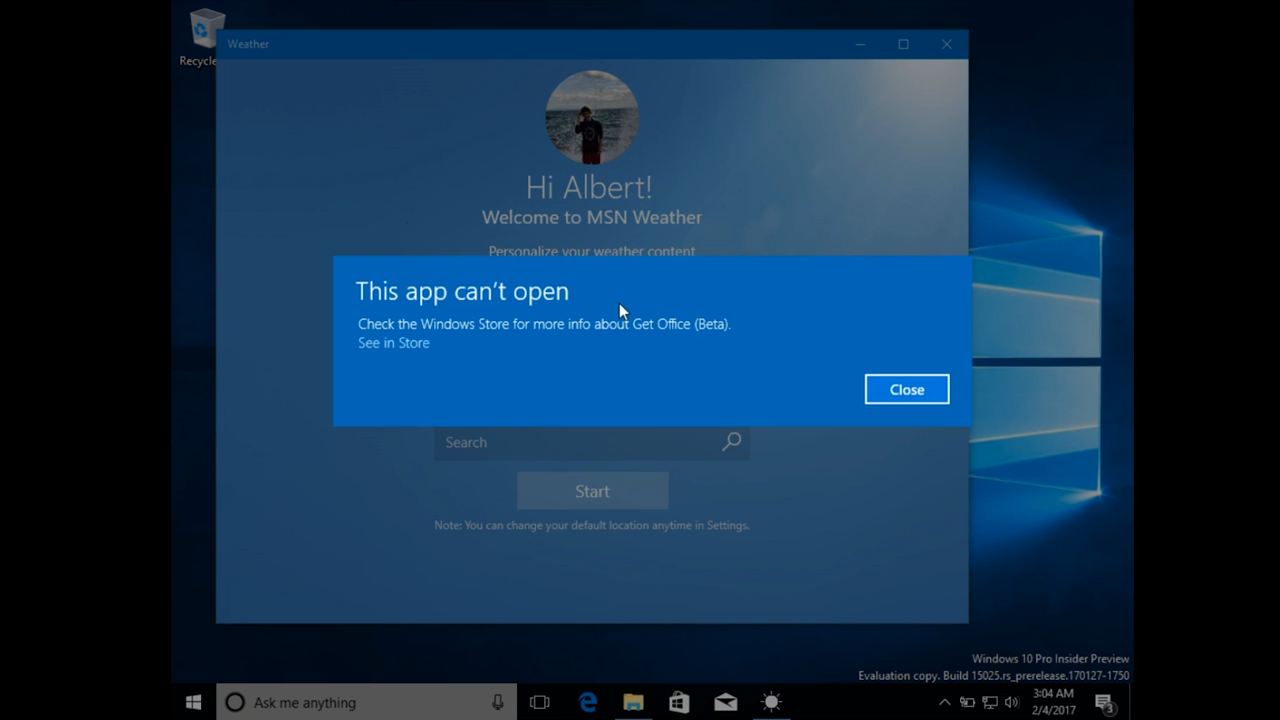 Recycle
Weather
Hi Albert!
Welcome to MSN Weather
Personalize your weather content
This app can't open
Check the Windows Store for more info about Get Office (Beta).
See in Store
Close
Search
Start
Note: You can change your default location anytime in Settings.
Windows 10 Pro Insider Preview
Evaluation copy. Build 15025.rs_prerelease.170127-1750
Ask me anything
3:04 AM
2/4/2017
3